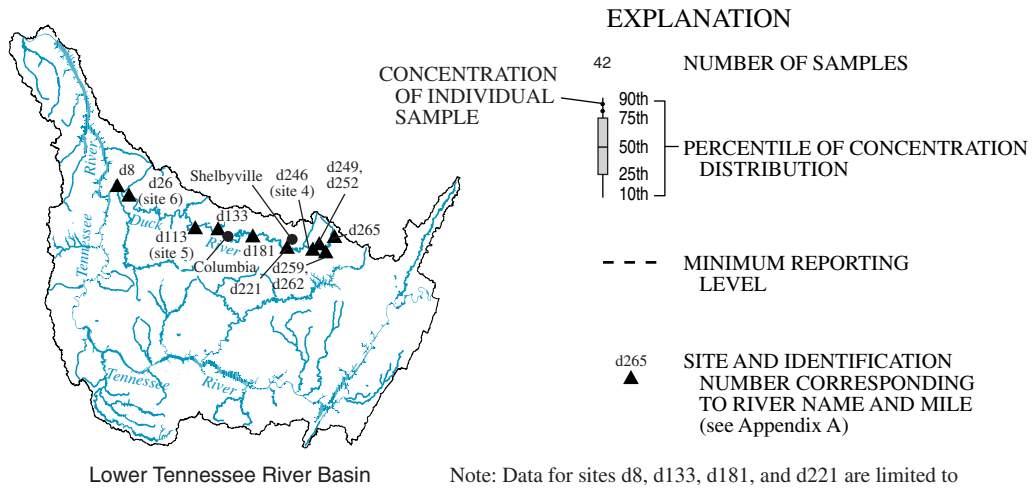 EXPLANATION
42
NUMBER OF SAMPLES
CONCENTRATION
OF INDIVIDUAL
SAMPLE
90th
75th
50th
25th
10th
PERCENTILE OF CONCENTRATION
DISTRIBUTION
MINIMUM REPORTING
LEVEL
d265
SITE AND IDENTIFICATION
NUMBER CORRESPONDING
TO RIVER NAME AND MILE
(see Appendix A)
d8
d26
(site 6)
Shelbyville
d246
(site 4)
d249,
d252
d133
d265
d113
(site 5)
Columbia
d181
d221
d259,
d262
Duck
River
Tennessee
River
Tennessee
River
Lower Tennessee River Basin
Note: Data for sites d8, d133, d181, and d221 are limited to